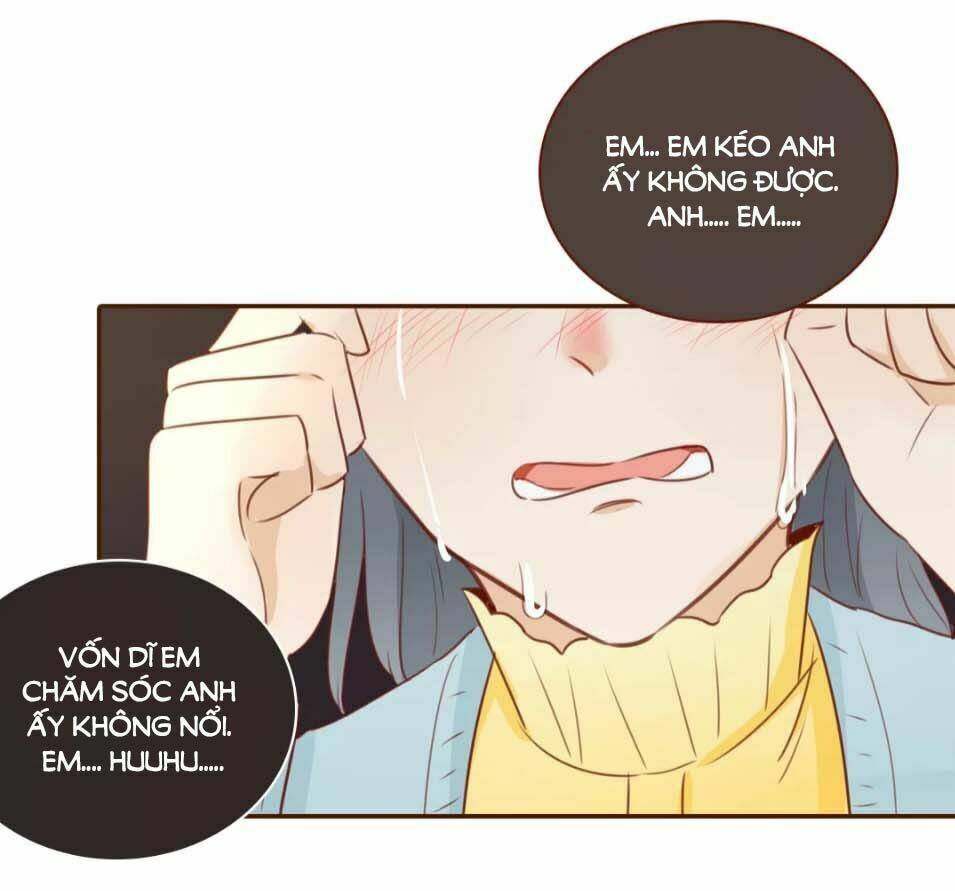 EM... EM KÉO ANH
ẤY KHÔNG ĐƯỢC.
ANH..... EM.....
VỐN DĨ EM
CHĂM SÓC ANH
ẤY KHÔNG NỔI.
EM.... HUUHU.....